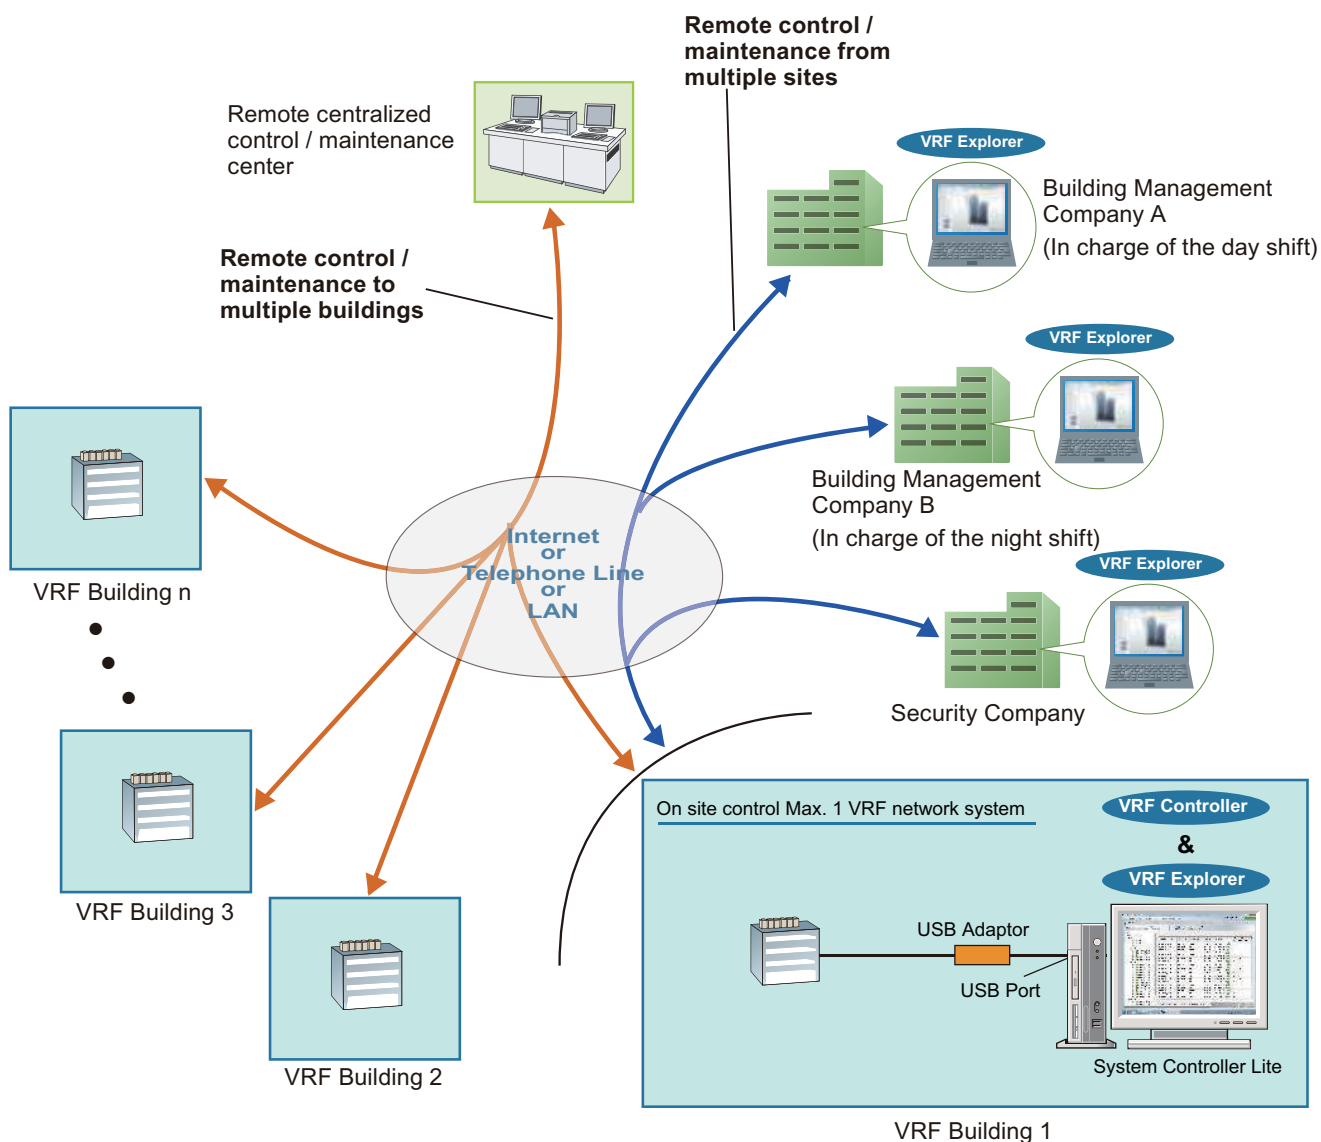 Remote control /
maintenance from
multiple sites
Remote centralized
control / maintenance
center
VRF Explorer
Building Management
Company A
(In charge of the day shift)
Remote control /
maintenance to
multiple buildings
VRF Explorer
Building Management
Company B
(In charge of the night shift)
Internet
or
Telephone Line
or
LAN
VRF Explorer
VRF Building n
Security Company
VRF Building 3
On site control Max. 1 VRF network system
VRF Controller
&
VRF Explorer
USB Adaptor
USB Port
System Controller Lite
VRF Building 2
VRF Building 1